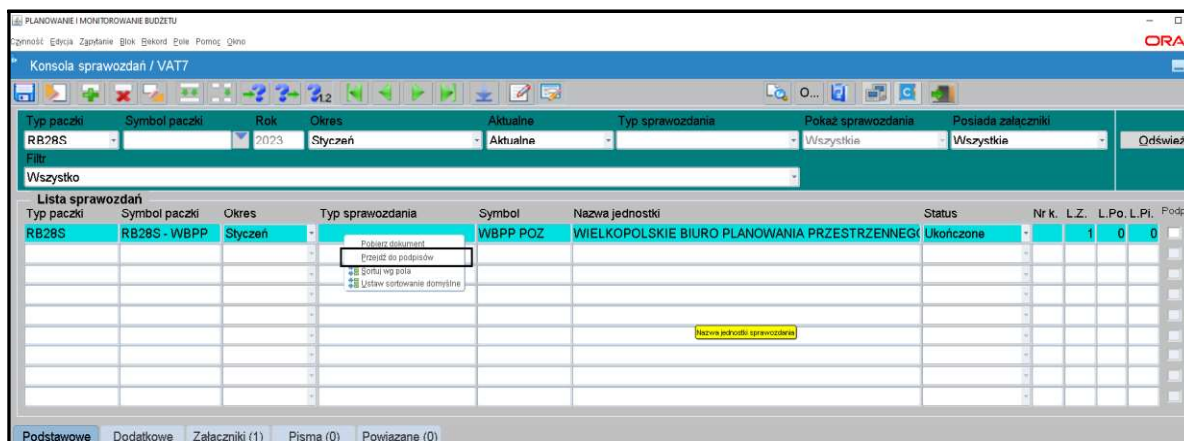 PLANOWANIE I MONITOROWANIE BUDŻETU
Czynność Edycja Zapytanie Blok Rekord Pole Pomoc Okno
ORA
Konsola sprawozdań / VAT7
1,2 O...
Typ paczki Symbol paczki Rok Okres Aktualne Typ sprawozdania Pokaż sprawozdania Posiada załączniki
RB28S 2023 Styczeń Aktualne Wszystkie Wszystkie Odśwież
Filtr
Wszystko
Lista sprawozdań
Typ paczki Symbol paczki Okres Typ sprawozdania Symbol Nazwa jednostki Status Nr k. L.Z. L.Po. L.Pi. Podp
RB28S RB28S - WBPP Styczeń WBPP POZ WIELKOPOLSKIE BIURO PLANOWANIA PRZESTRZENNEGO Ukończone 1 0 0
Pobierz dokument
Przejdź do podpisów
Sortuj wg pola
Ustaw sortowanie domyślne
Nazwa jednostki sprawozdania
Podstawowe Dodatkowe Załączniki (1) Pisma (0) Powiązane (0)